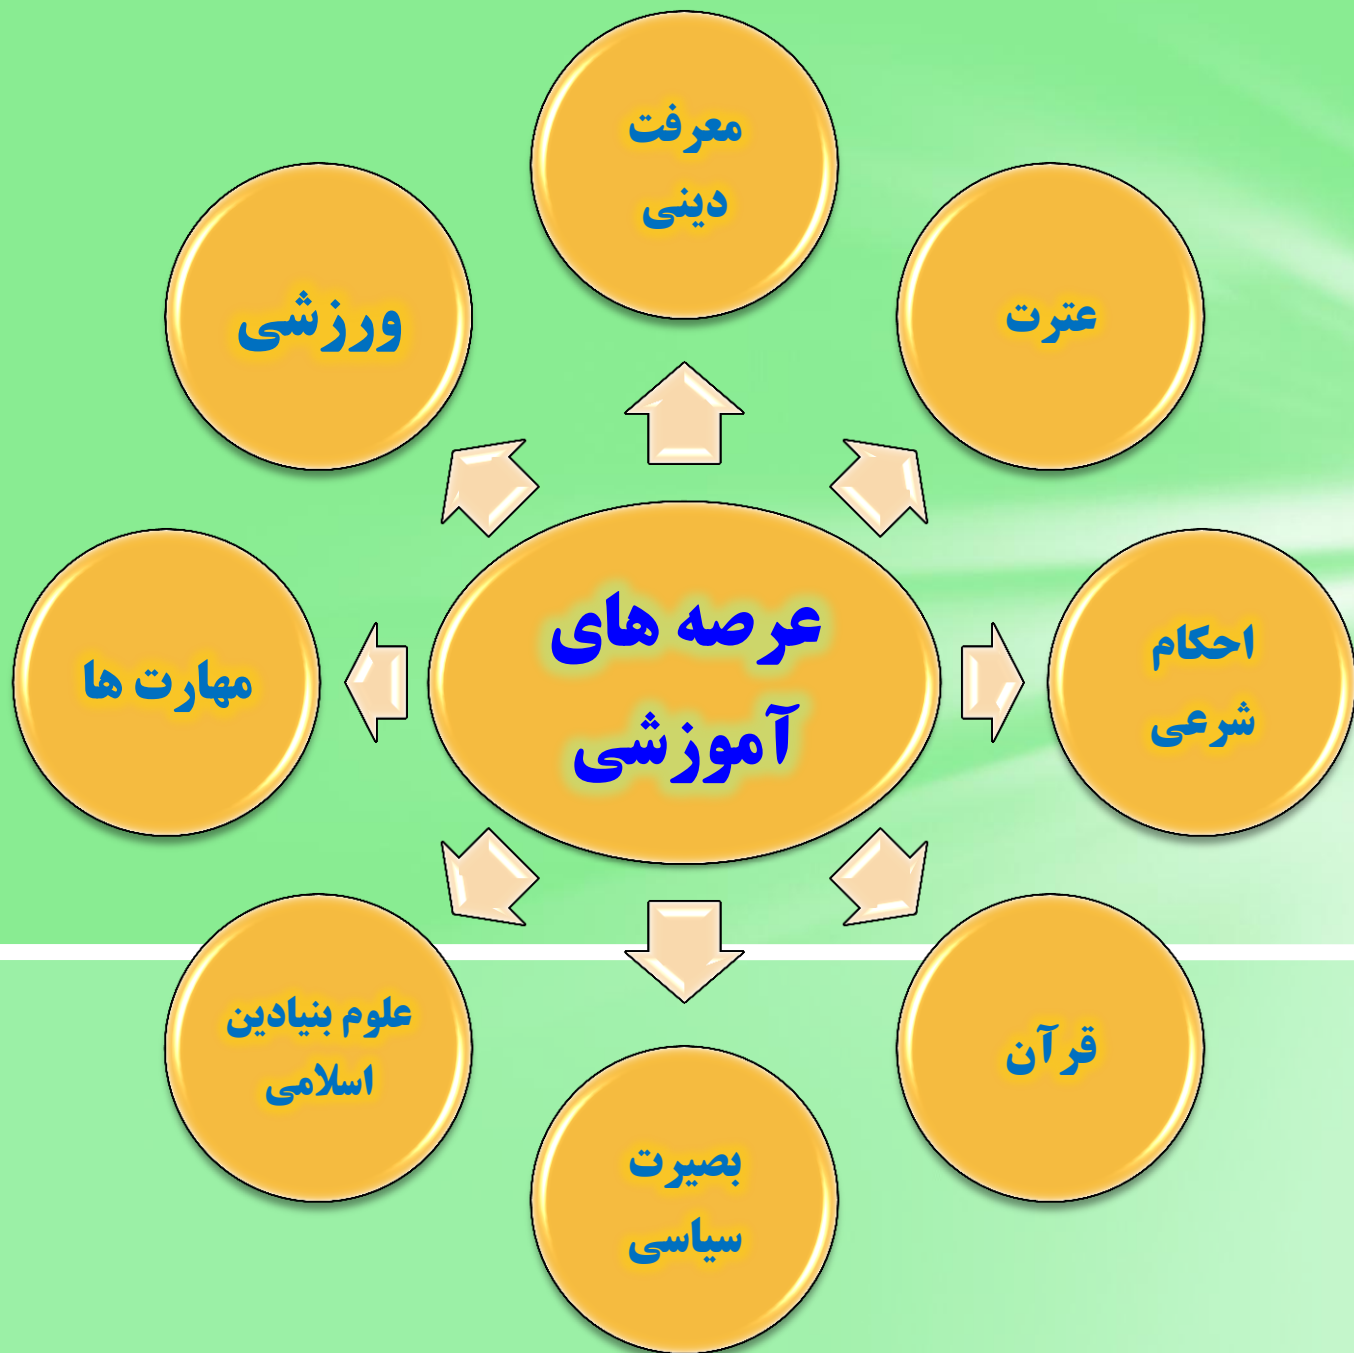 معرفت
دینی
عترت
ورزشی
عرصه های
آموزشی
احکام
شرعی
مهارت ها
قرآن
علوم بنیادین
اسلامی
بصیرت
سیاسی